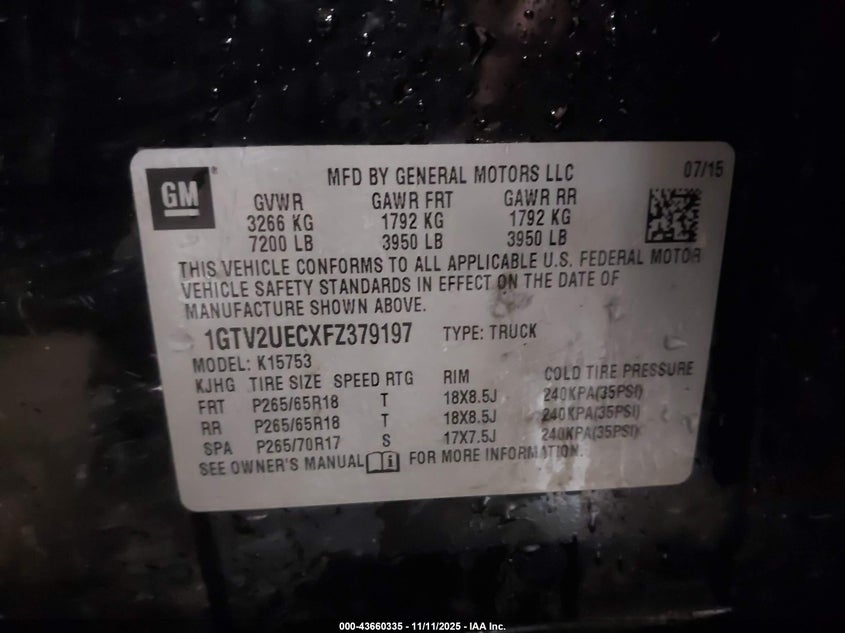 GM®
MFD BY GENERAL MOTORS LLC 07/15
GVWR GAWR FRT GAWR RR
3266 KG 1792 KG 1792 KG
7200 LB 3950 LB 3950 LB
THIS VEHICLE CONFORMS TO ALL APPLICABLE U.S. FEDERAL MOTOR
VEHICLE SAFETY STANDARDS IN EFFECT ON THE DATE OF
MANUFACTURE SHOWN ABOVE.
1GTV2UECXFZ379197 TYPE: TRUCK
MODEL: K15753
KJHG TIRE SIZE SPEED RTG RIM COLD TIRE PRESSURE
FRT P265/65R18 T 18X8.5J 240KPA(35PSI)
RR P265/65R18 T 18X8.5J 240KPA(35PSI)
SPA P265/70R17 S 17X7.5J 240KPA(35PSI)
SEE OWNER'S MANUAL i FOR MORE INFORMATION.
000-43660335 - 11/11/2025 - IAA Inc.